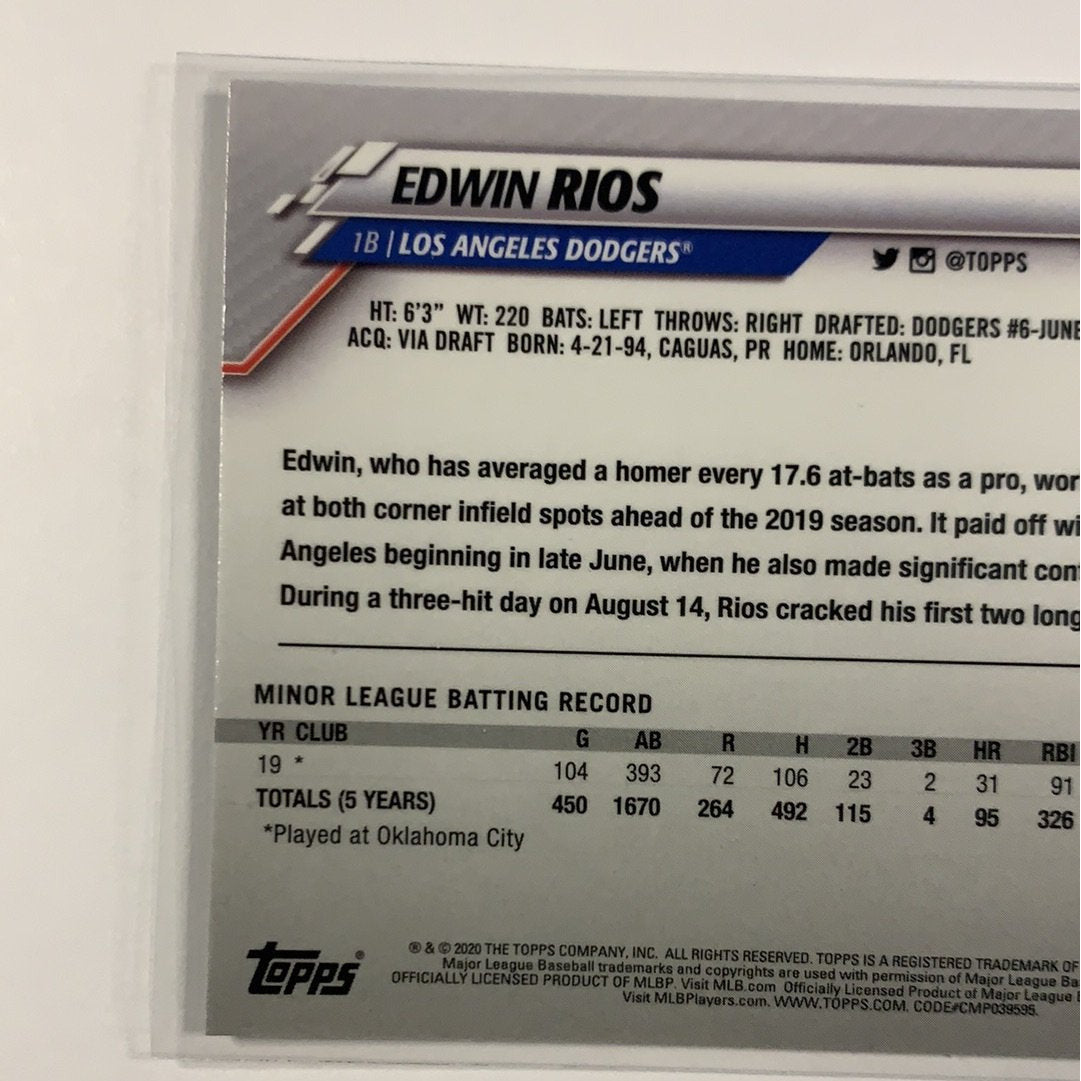 EDWIN RIOS
1B | LOS ANGELES DODGERS®
@TOPPS
HT: 6'3" WT: 220 BATS: LEFT THROWS: RIGHT DRAFTED: DODGERS #6-JUNE
ACQ: VIA DRAFT BORN: 4-21-94, CAGUAS, PR HOME: ORLANDO, FL
Edwin, who has averaged a homer every 17.6 at-bats as a pro, wor
at both corner infield spots ahead of the 2019 season. It paid off wi
Angeles beginning in late June, when he also made significant con
During a three-hit day on August 14, Rios cracked his first two long
MINOR LEAGUE BATTING RECORD
YR CLUB G AB R H 2B 3B HR RBI
19 * 104 393 72 106 23 2 31 91
TOTALS (5 YEARS) 450 1670 264 492 115 4 95 326
*Played at Oklahoma City
topps®
® & © 2020 THE TOPPS COMPANY, INC. ALL RIGHTS RESERVED. TOPPS IS A REGISTERED TRADEMARK OF
Major League Baseball trademarks and copyrights are used with permission of Major League Ba
OFFICIALLY LICENSED PRODUCT OF MLBP. Visit MLB.com Officially Licensed Product of Major League
Visit MLBPlayers.com. WWW.TOPPS.COM. CODE#CMP039595.